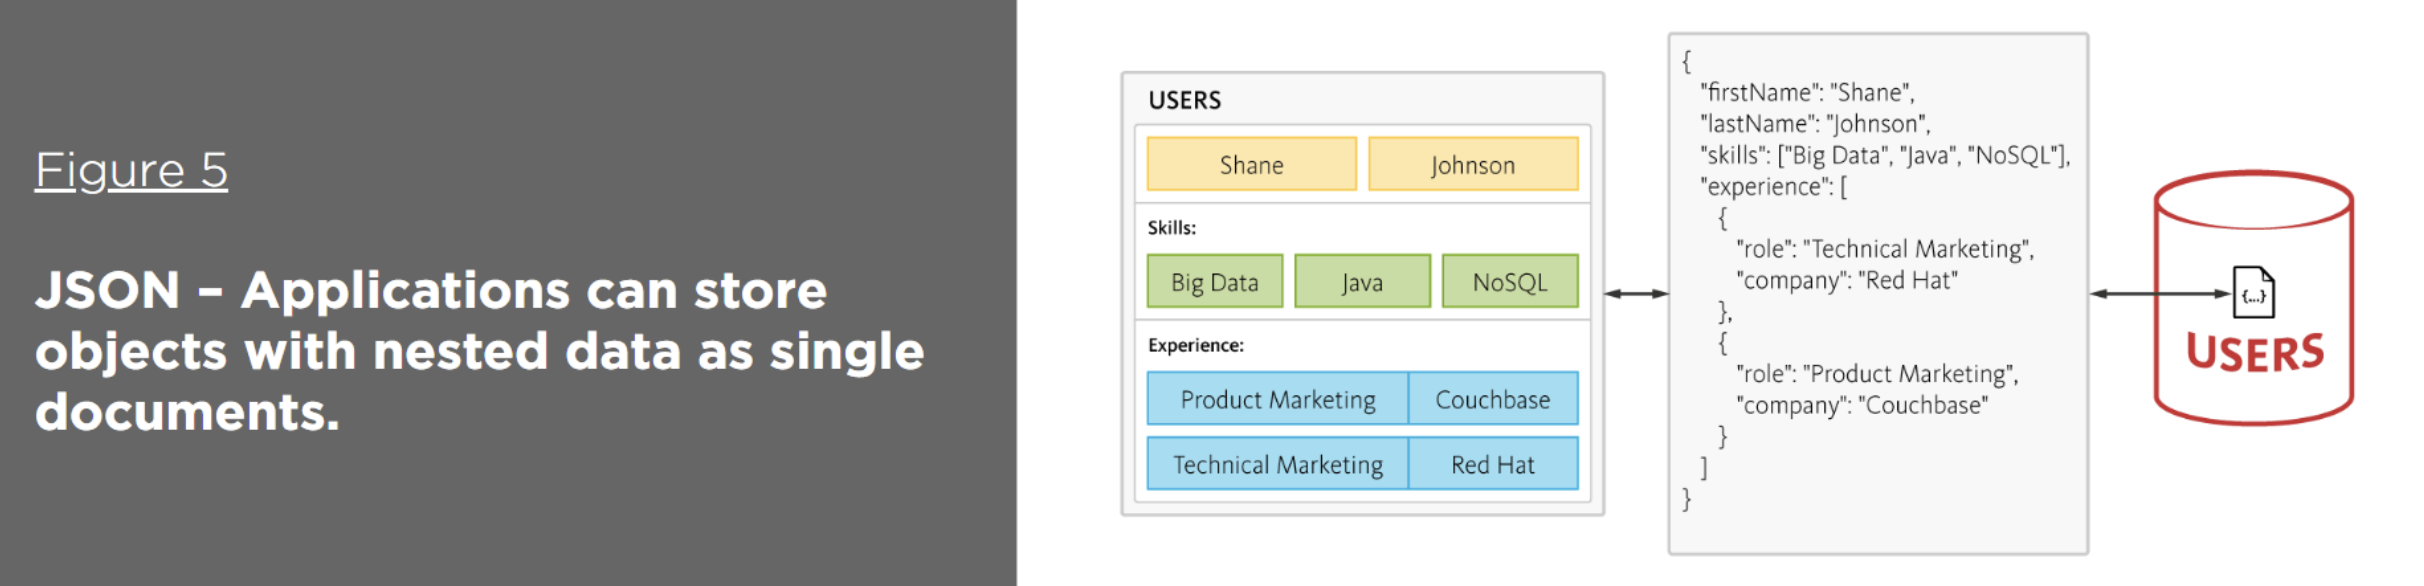 Figure 5
JSON – Applications can store
objects with nested data as single
documents.
USERS
Shane Johnson
Skills:
Big Data Java NoSQL
Experience:
Product Marketing Couchbase
Technical Marketing Red Hat
{
"firstName": "Shane",
"lastName": "Johnson",
"skills": ["Big Data", "Java", "NoSQL"],
"experience": [
{
"role": "Technical Marketing",
"company": "Red Hat"
},
{
"role": "Product Marketing",
"company": "Couchbase"
}
]
}
{...}
USERS